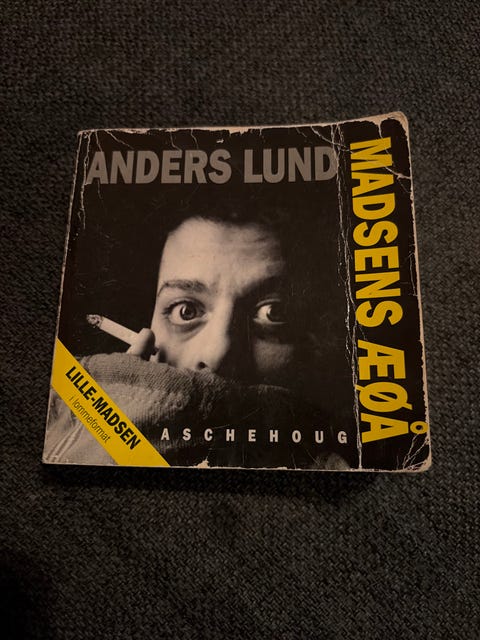 ANDERS LUND
MADSENS ÆØÅ
LILLE-MADSEN
i lommeformat
ASCHEHOUG